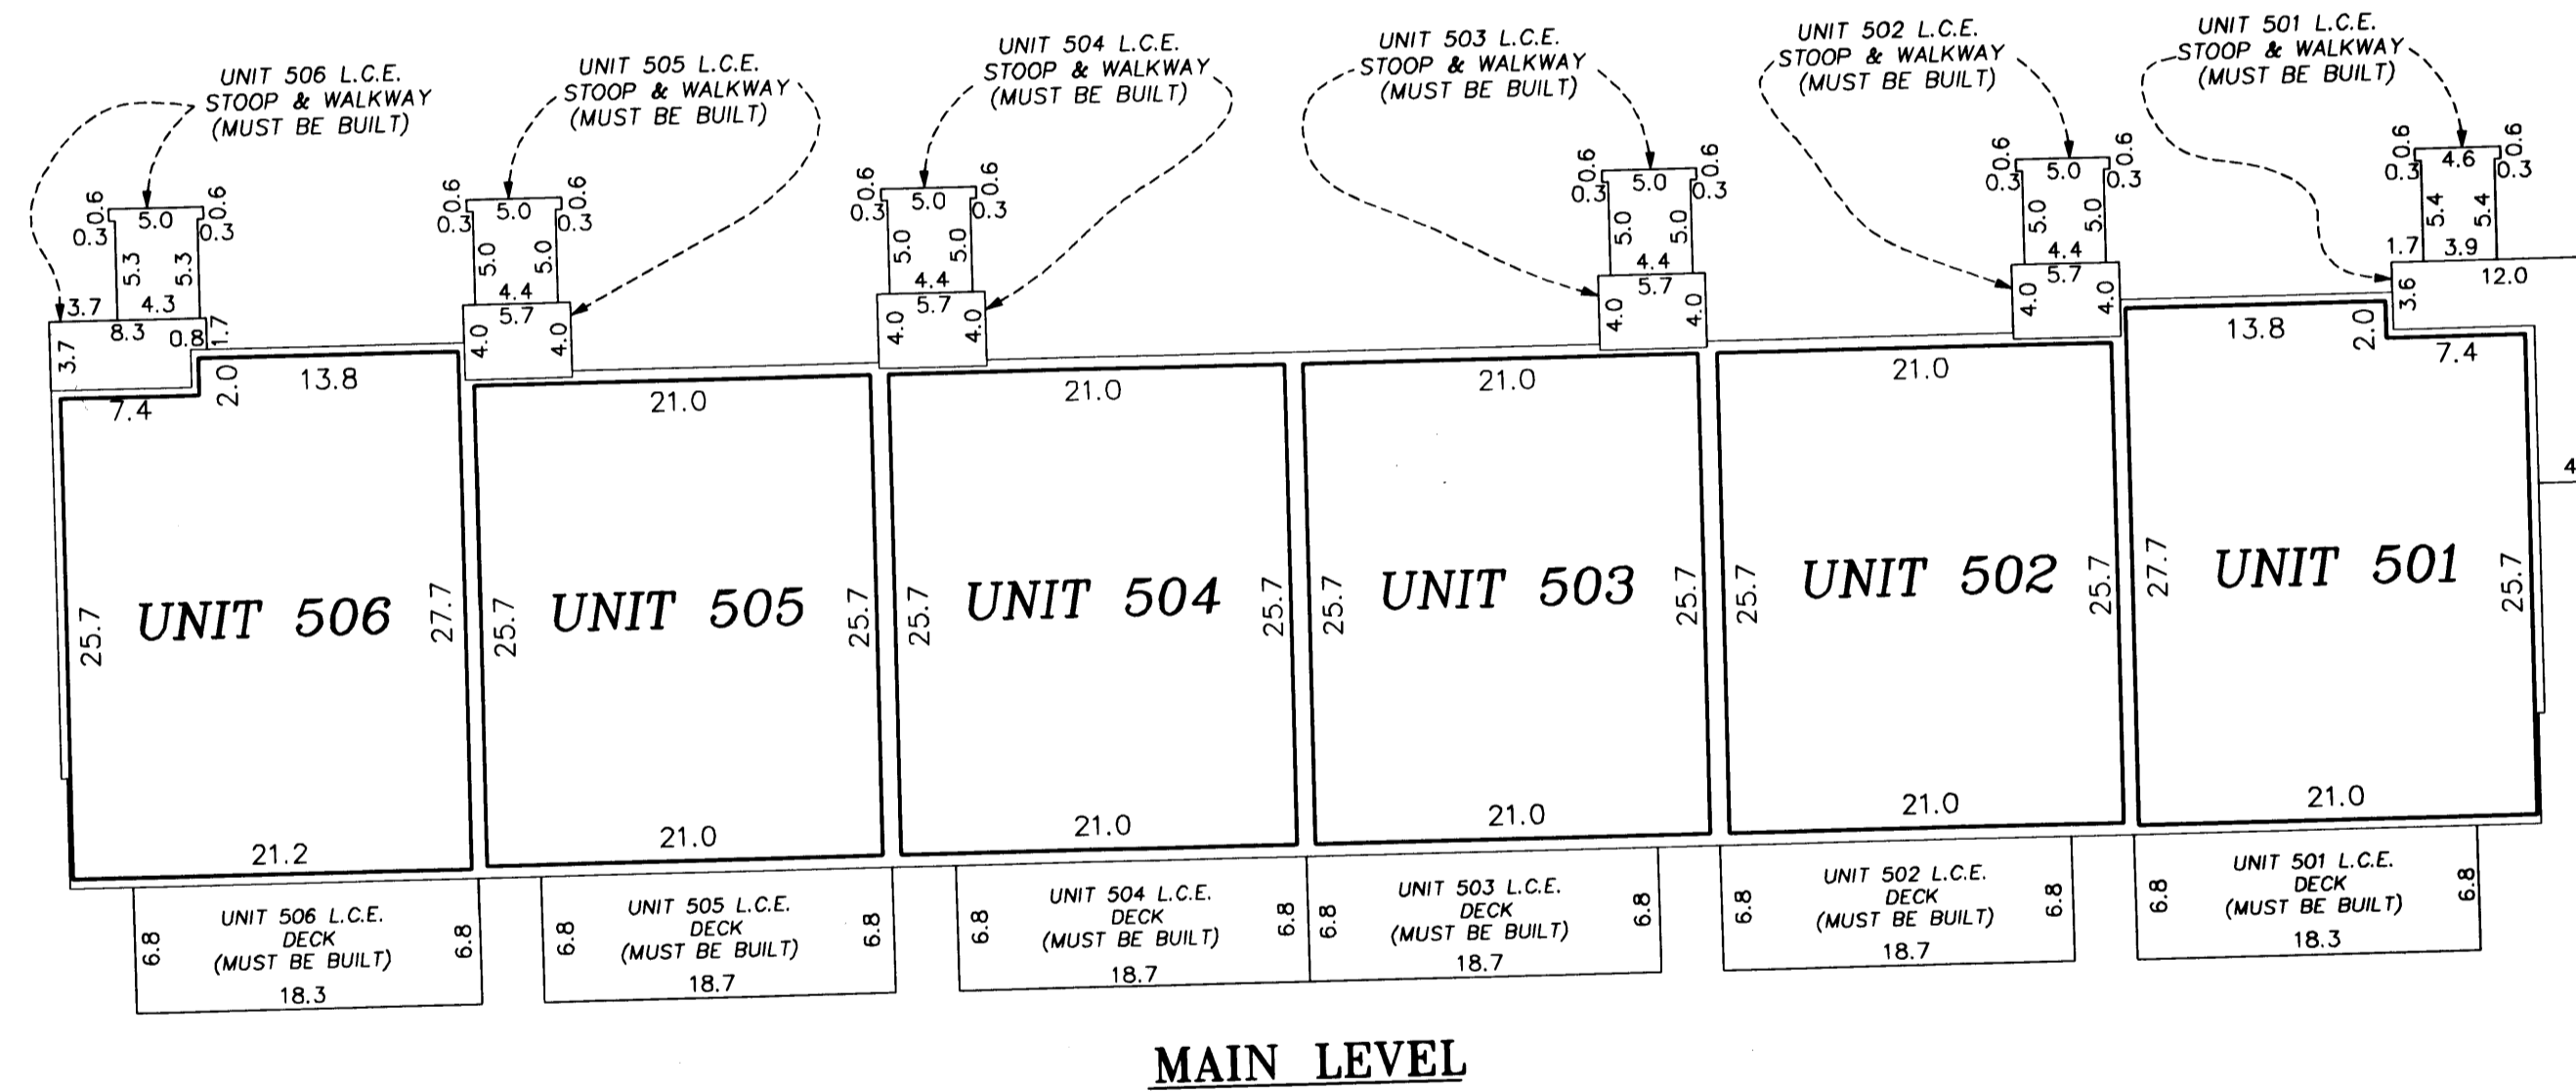 UNIT 506 L.C.E.
STOOP & WALKWAY
(MUST BE BUILT)
UNIT 505 L.C.E.
STOOP & WALKWAY
(MUST BE BUILT)
UNIT 504 L.C.E.
STOOP & WALKWAY
(MUST BE BUILT)
UNIT 503 L.C.E.
STOOP & WALKWAY
(MUST BE BUILT)
UNIT 502 L.C.E.
STOOP & WALKWAY
(MUST BE BUILT)
UNIT 501 L.C.E.
STOOP & WALKWAY
(MUST BE BUILT)
0.6
5.0
0.6
0.3
0.3
5.3
5.3
3.7
4.3
8.3
0.8
1.7
3.7
2.0
13.8
7.4
25.7
UNIT 506
27.7
21.2
0.6
5.0
0.6
0.3
0.3
5.0
5.0
4.4
5.7
4.0
4.0
21.0
25.7
UNIT 505
25.7
21.0
0.6
5.0
0.6
0.3
0.3
5.0
5.0
4.4
5.7
4.0
4.0
21.0
25.7
UNIT 504
25.7
21.0
0.6
5.0
0.6
0.3
0.3
5.0
5.0
4.4
5.7
4.0
4.0
21.0
25.7
UNIT 503
25.7
21.0
0.6
5.0
0.6
0.3
0.3
5.0
5.0
4.4
5.7
4.0
4.0
21.0
25.7
UNIT 502
25.7
21.0
0.6
4.6
0.6
0.3
0.3
5.4
5.4
1.7
3.9
12.0
3.6
13.8
2.0
7.4
4
27.7
UNIT 501
25.7
21.0
6.8
UNIT 506 L.C.E.
DECK
(MUST BE BUILT)
6.8
18.3
6.8
UNIT 505 L.C.E.
DECK
(MUST BE BUILT)
6.8
18.7
6.8
UNIT 504 L.C.E.
DECK
(MUST BE BUILT)
6.8
18.7
6.8
UNIT 503 L.C.E.
DECK
(MUST BE BUILT)
6.8
18.7
6.8
UNIT 502 L.C.E.
DECK
(MUST BE BUILT)
6.8
18.7
6.8
UNIT 501 L.C.E.
DECK
(MUST BE BUILT)
6.8
18.3
MAIN LEVEL